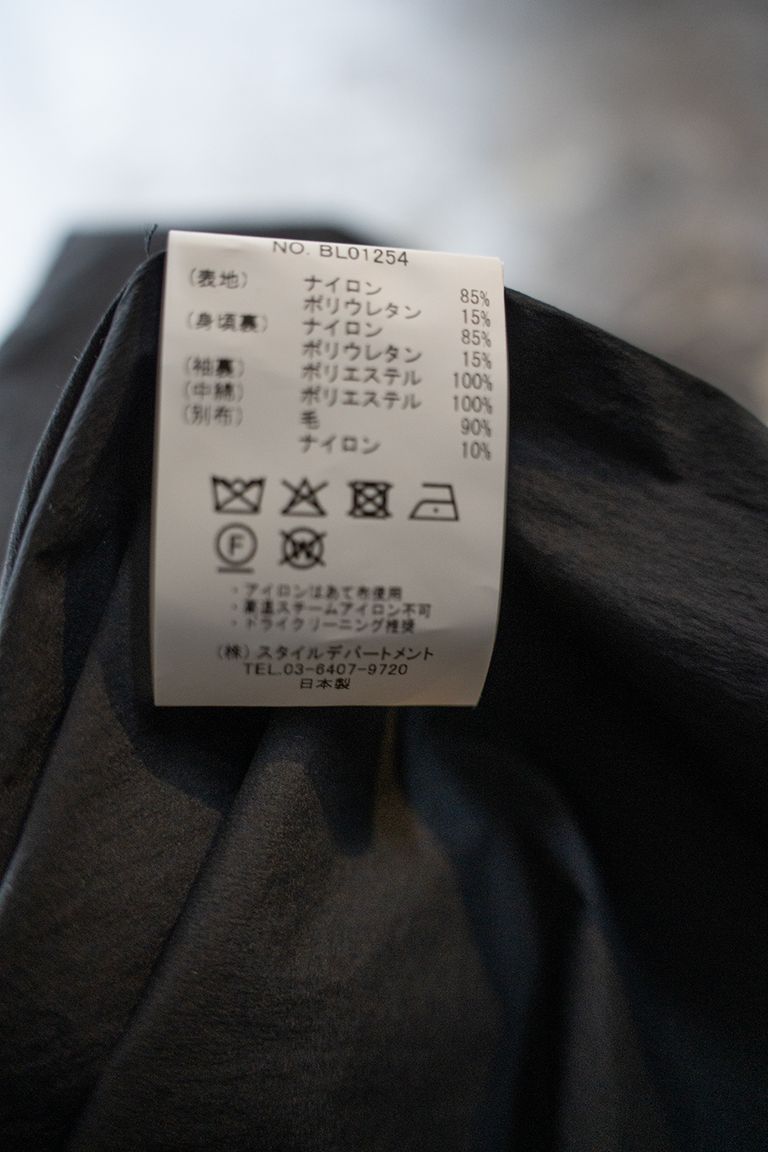 NO. BL01254
(表地) ナイロン 85%
ポリウレタン 15%
(身頃裏) ナイロン 85%
ポリウレタン 15%
(袖裏) ポリエステル 100%
(中綿) ポリエステル 100%
(別布) 毛 90%
ナイロン 10%
F W
・アイロンはあて布使用
・高温スチームアイロン不可
・ドライクリーニング推奨
(株)スタイルデパートメント
TEL.03-6407-9720
日本製